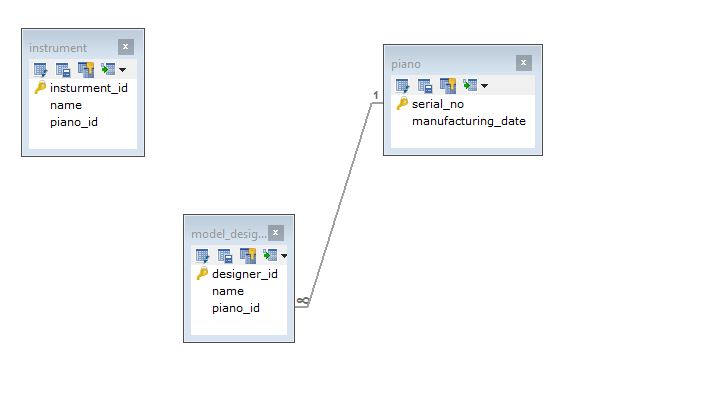 instrument
x
insturment_id
name
piano_id
piano
x
serial_no
manufacturing_date
1
model_desig...
x
designer_id
name
piano_id
∞